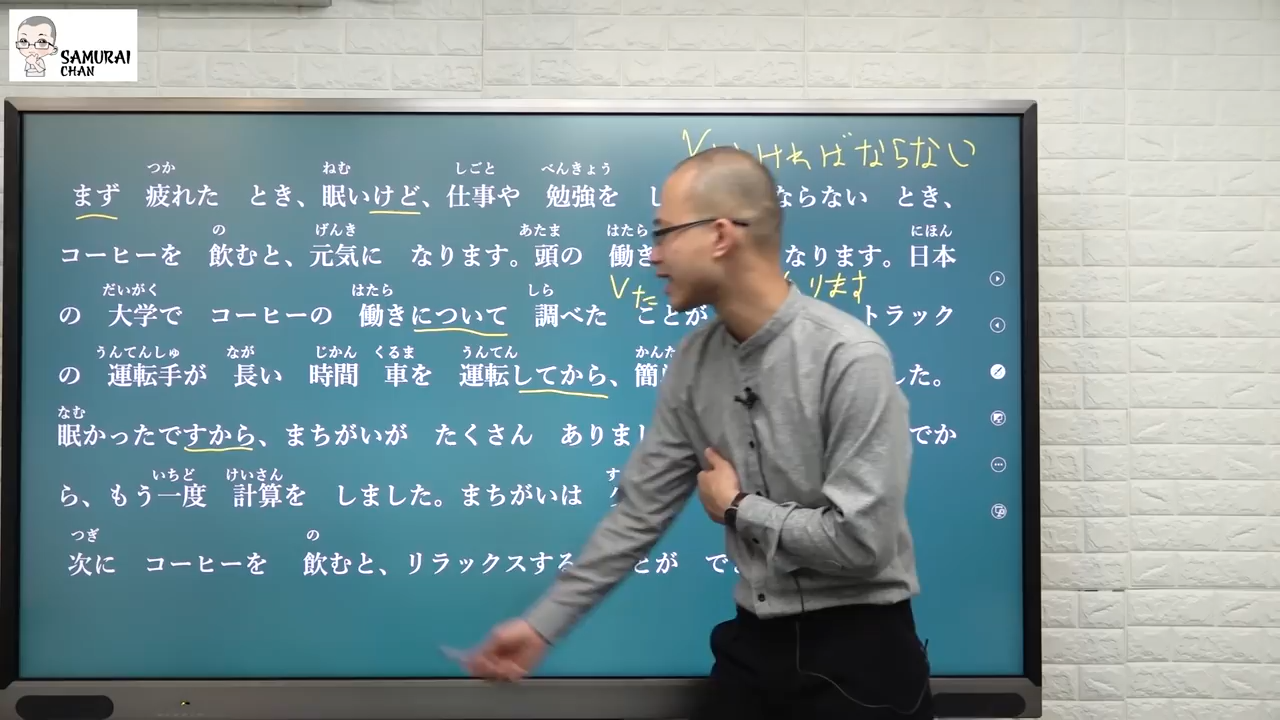 SAMURAI
CHAN
ければならない
つか ねむ しごと べんきょう
まず 疲れた とき、眠いけど、仕事や 勉強を し ならない とき、
の げんき あたま はたら にほん
コーヒーを 飲むと、元気に なります。頭の 働き なります。日本
Vた ります
だいがく はたら しら
の 大学で コーヒーの 働きについて 調べた ことが トラック
うんてんしゅ なが じかん くるま うんてん かんた
の 運転手が 長い 時間 車を 運転してから、簡 した。
なむ
眠かったですから、まちがいが たくさん ありまし でか
いちど けいさん す
ら、もう一度 計算を しました。まちがいは
つぎ の
次に コーヒーを 飲むと、リラックスする とが で